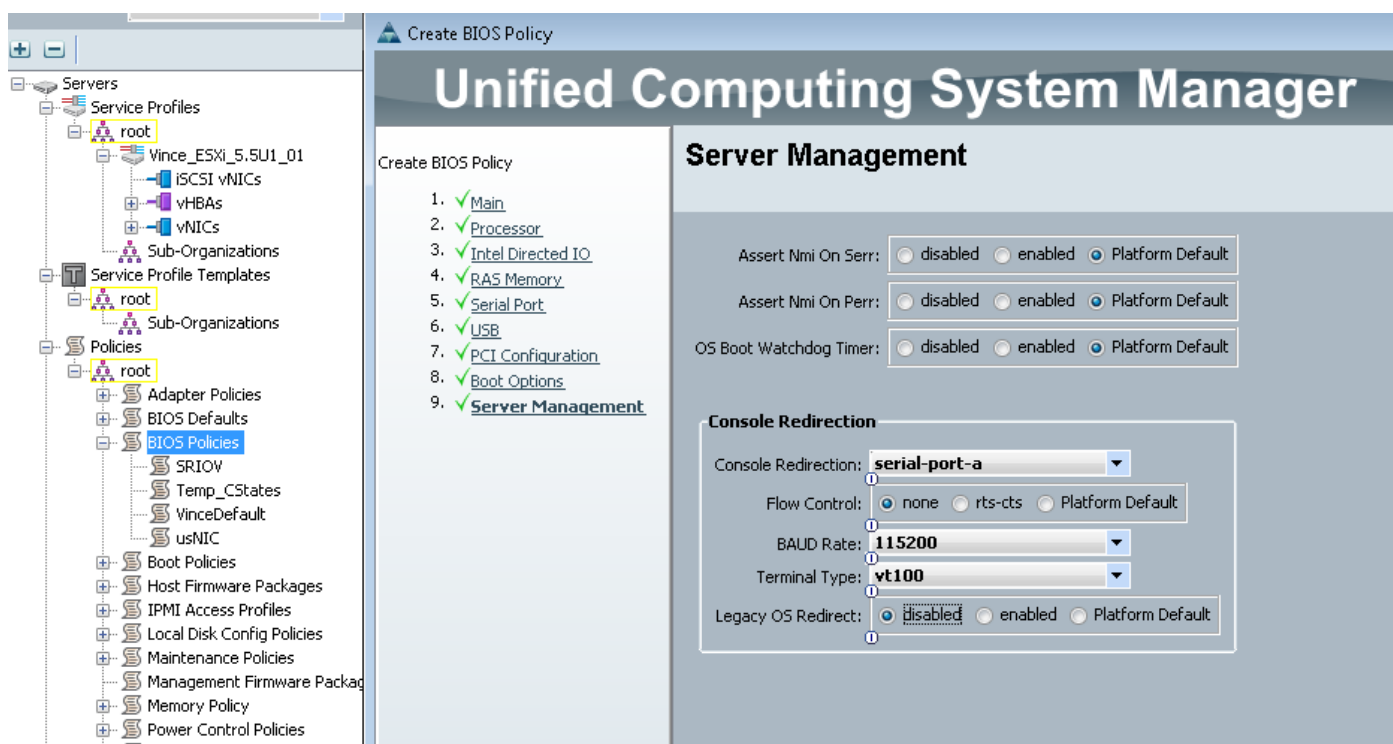 Servers
Service Profiles
root
Vince_ESXi_5.5U1_01
iSCSI vNICs
vHBAs
vNICs
Sub-Organizations
Service Profile Templates
root
Sub-Organizations
Policies
root
Adapter Policies
BIOS Defaults
BIOS Policies
SRIOV
Temp_CStates
VinceDefault
usNIC
Boot Policies
Host Firmware Packages
IPMI Access Profiles
Local Disk Config Policies
Maintenance Policies
Management Firmware Packag
Memory Policy
Power Control Policies
Create BIOS Policy
Unified Computing System Manager
Create BIOS Policy
1. Main
2. Processor
3. Intel Directed IO
4. RAS Memory
5. Serial Port
6. USB
7. PCI Configuration
8. Boot Options
9. Server Management
Server Management
Assert Nmi On Serr: disabled enabled Platform Default
Assert Nmi On Perr: disabled enabled Platform Default
OS Boot Watchdog Timer: disabled enabled Platform Default
Console Redirection
Console Redirection: serial-port-a
Flow Control: none rts-cts Platform Default
BAUD Rate: 115200
Terminal Type: vt100
Legacy OS Redirect: disabled enabled Platform Default